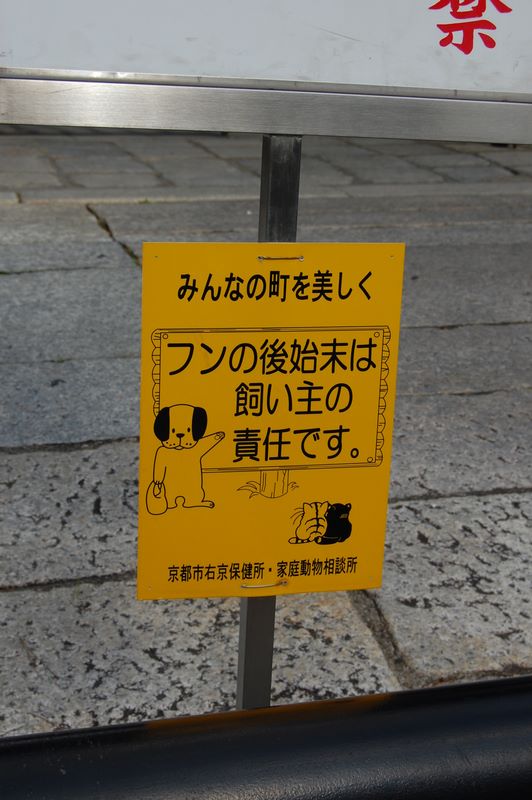 みんなの町を美しく
フンの後始末は
飼い主の
責任です。
京都市右京保健所・家庭動物相談所